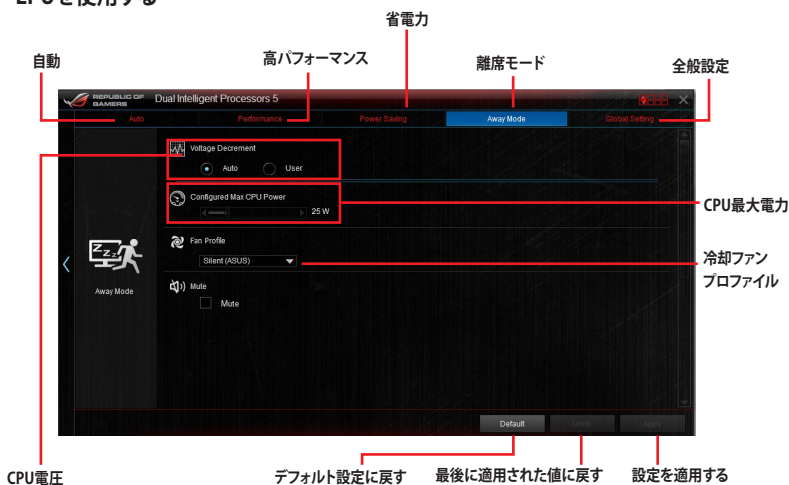 EPUを使用する
省電力
自動
高パフォーマンス
離席モード
全般設定
REPUBLIC OF
GAMERS
Dual Intelligent Processors 5
Auto
Performance
Power Saving
Away Mode
Global Setting
Voltage Decrement
Auto
User
Configured Max CPU Power
25 W
CPU最大電力
Fan Profile
Silent (ASUS)
冷却ファン
プロファイル
Zzz
Away Mode
Mute
Mute
Default
Undo
Apply
CPU電圧
デフォルト設定に戻す
最後に適用された値に戻す
設定を適用する